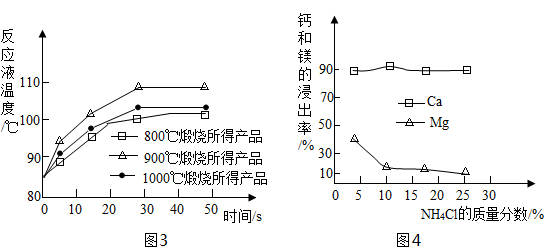 反应液温度/℃
110
100
90
80
0
10
20
30
40
50
时间/s
800℃煅烧所得产品
900℃煅烧所得产品
1000℃煅烧所得产品
图3
钙和镁的浸出率/%
90
70
50
30
10
0
5
10
15
20
25
30
NH₄Cl的质量分数/%
Ca
Mg
图4